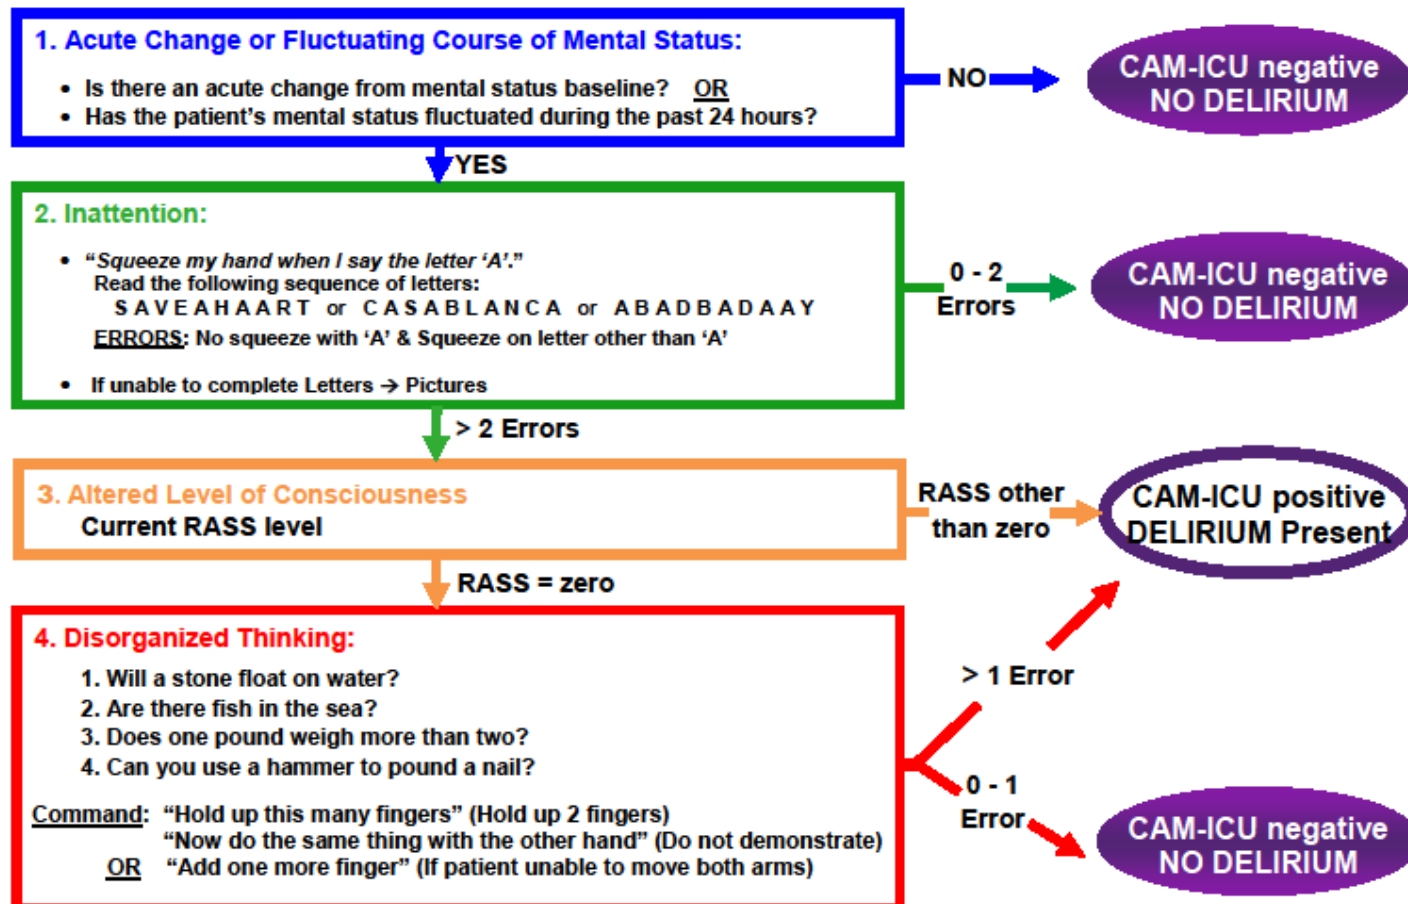 1. Acute Change or Fluctuating Course of Mental Status:
• Is there an acute change from mental status baseline? OR
• Has the patient’s mental status fluctuated during the past 24 hours?
NO
CAM-ICU negative
NO DELIRIUM
YES
2. Inattention:
• “Squeeze my hand when I say the letter ‘A’.”
Read the following sequence of letters:
S A V E A H A A R T or C A S A B L A N C A or A B A D B A D A A Y
ERRORS: No squeeze with ‘A’ & Squeeze on letter other than ‘A’
• If unable to complete Letters → Pictures
0 - 2
Errors
CAM-ICU negative
NO DELIRIUM
> 2 Errors
3. Altered Level of Consciousness
Current RASS level
RASS other
than zero
CAM-ICU positive
DELIRIUM Present
RASS = zero
4. Disorganized Thinking:
1. Will a stone float on water?
2. Are there fish in the sea?
3. Does one pound weigh more than two?
4. Can you use a hammer to pound a nail?
Command: “Hold up this many fingers” (Hold up 2 fingers)
“Now do the same thing with the other hand” (Do not demonstrate)
OR “Add one more finger” (If patient unable to move both arms)
> 1 Error
0 - 1
Error
CAM-ICU negative
NO DELIRIUM